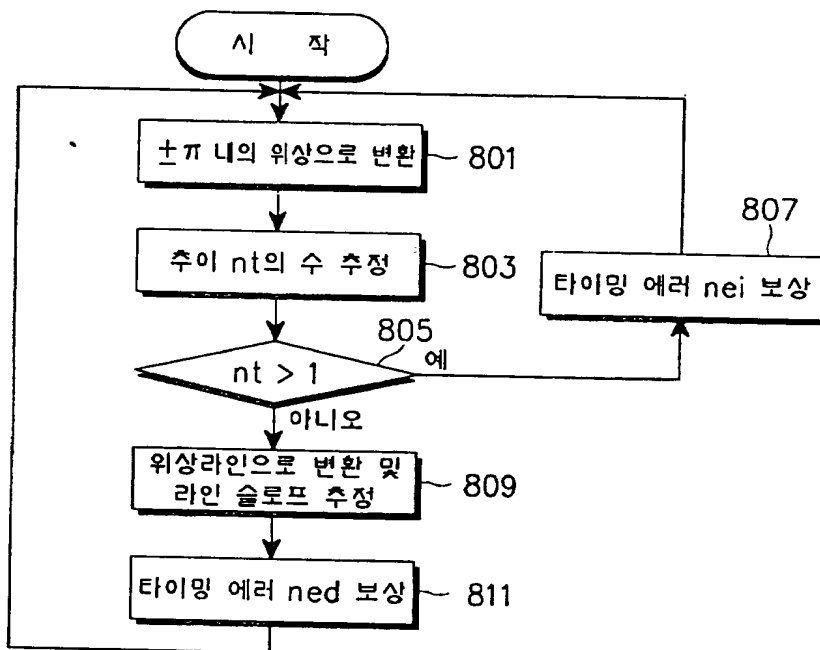 시 작
±π 내의 위상으로 변환
801
추이 nt의 수 추정
803
807
타이밍 에러 nei 보상
805
nt > 1
예
아니오
위상라인으로 변환 및
라인 슬로프 추정
809
타이밍 에러 ned 보상
811